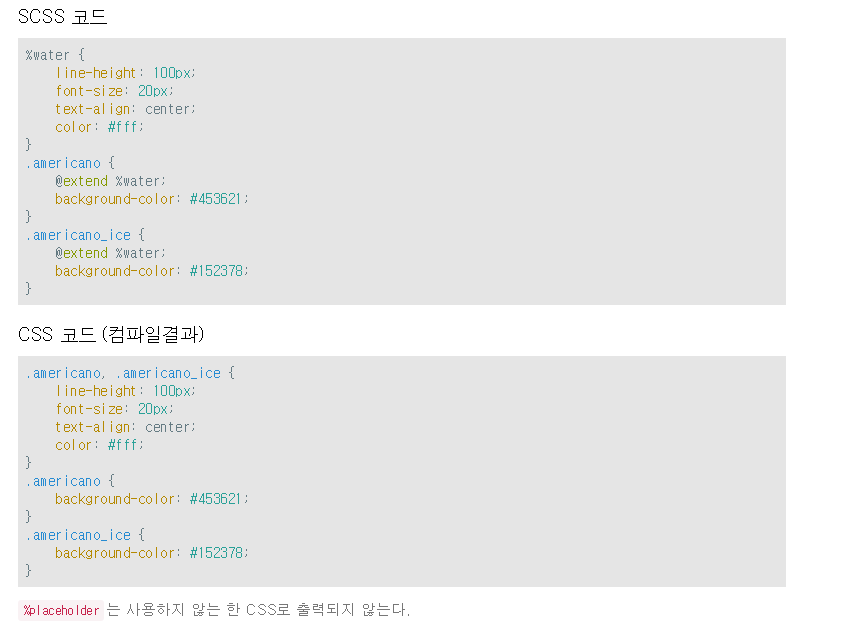 SCSS 코드
%water {
    line-height: 100px;
    font-size: 20px;
    text-align: center;
    color: #fff;
}
.americano {
    @extend %water;
    background-color: #453621;
}
.americano_ice {
    @extend %water;
    background-color: #152378;
}
CSS 코드 (컴파일결과)
.americano, .americano_ice {
    line-height: 100px;
    font-size: 20px;
    text-align: center;
    color: #fff;
}
.americano {
    background-color: #453621;
}
.americano_ice {
    background-color: #152378;
}
%placeholder 는 사용하지 않는 한 CSS로 출력되지 않는다.